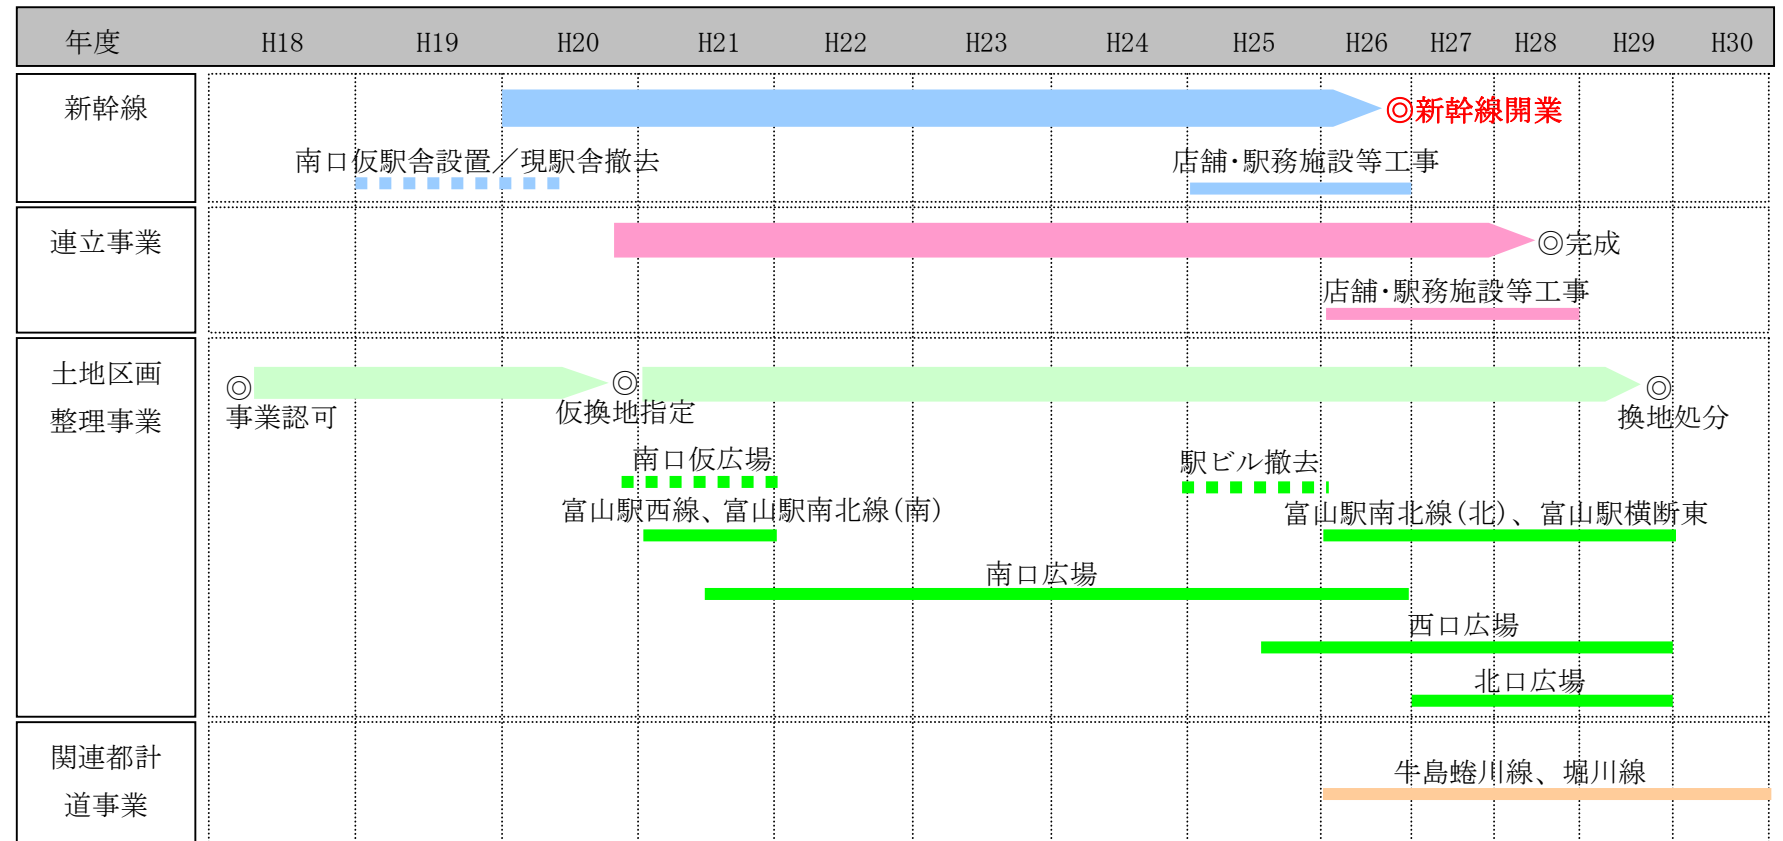 年度 H18 H19 H20 H21 H22 H23 H24 H25 H26 H27 H28 H29 H30
新幹線
◎新幹線開業
南口仮駅舎設置／現駅舎撤去
店舗・駅務施設等工事
連立事業
◎完成
店舗・駅務施設等工事
土地区画
整理事業
◎
事業認可
◎
仮換地指定
◎
換地処分
南口仮広場
駅ビル撤去
富山駅西線、富山駅南北線(南)
富山駅南北線(北)、富山駅横断東
南口広場
西口広場
北口広場
関連都計
道事業
牛島蜷川線、堀川線